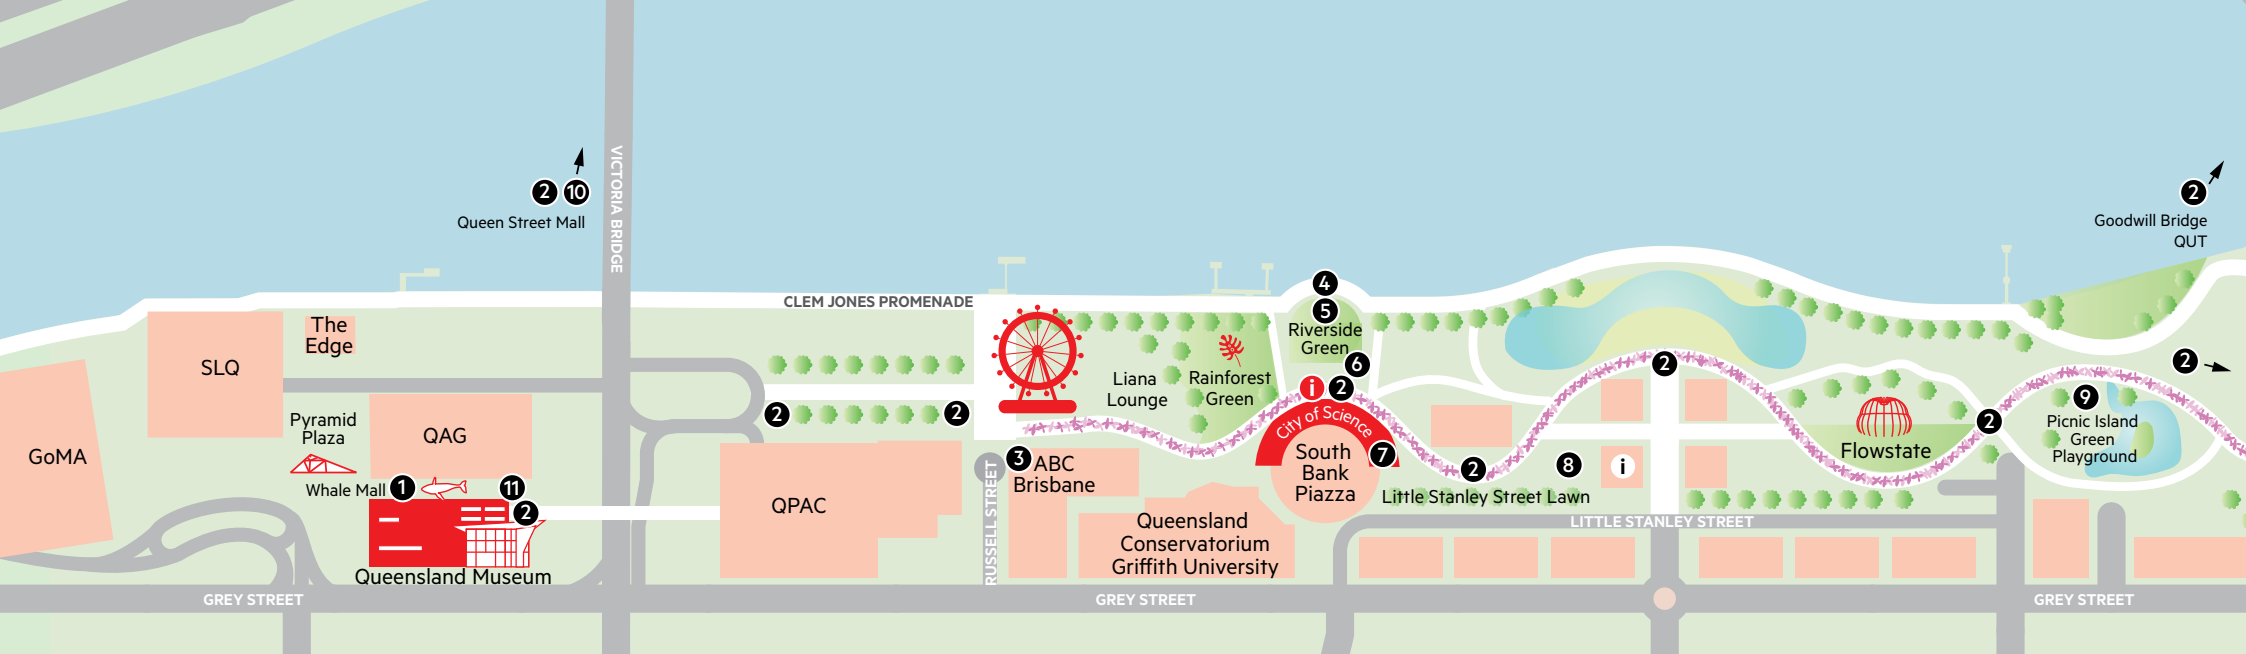 VICTORIA BRIDGE
2 10
Queen Street Mall
2
Goodwill Bridge
QUT
CLEM JONES PROMENADE
4
5
Riverside
Green
6
The
Edge
SLQ
GoMA
Pyramid
Plaza
QAG
Whale Mall 1
11
2
Queensland Museum
2
2
QPAC
RUSSELL STREET
3 ABC
Brisbane
Liana
Lounge
Rainforest
Green
i 2
City of Science
South
Bank
Piazza
7
Queensland
Conservatorium
Griffith University
2
Little Stanley Street Lawn
8
i
2
LITTLE STANLEY STREET
Flowstate
2
9
Picnic Island
Green
Playground
2
GREY STREET
GREY STREET
GREY STREET